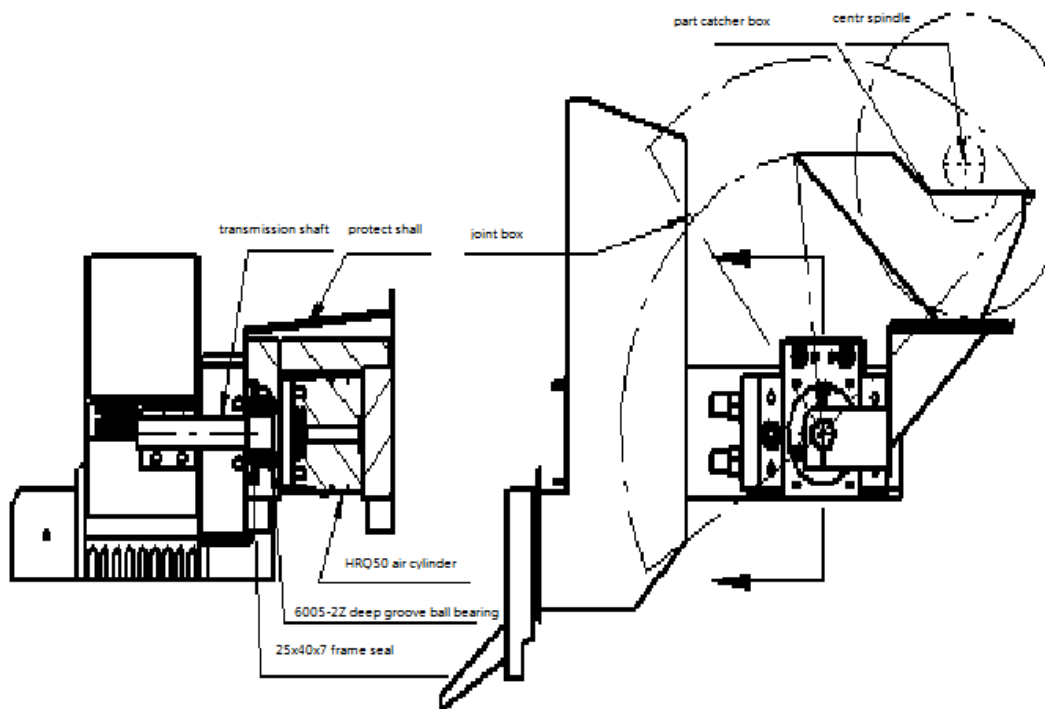 part catcher box
centr spindle
transmission shaft
protect shall
joint box
HRQ50 air cylinder
6005-2Z deep groove ball bearing
25x40x7 frame seal